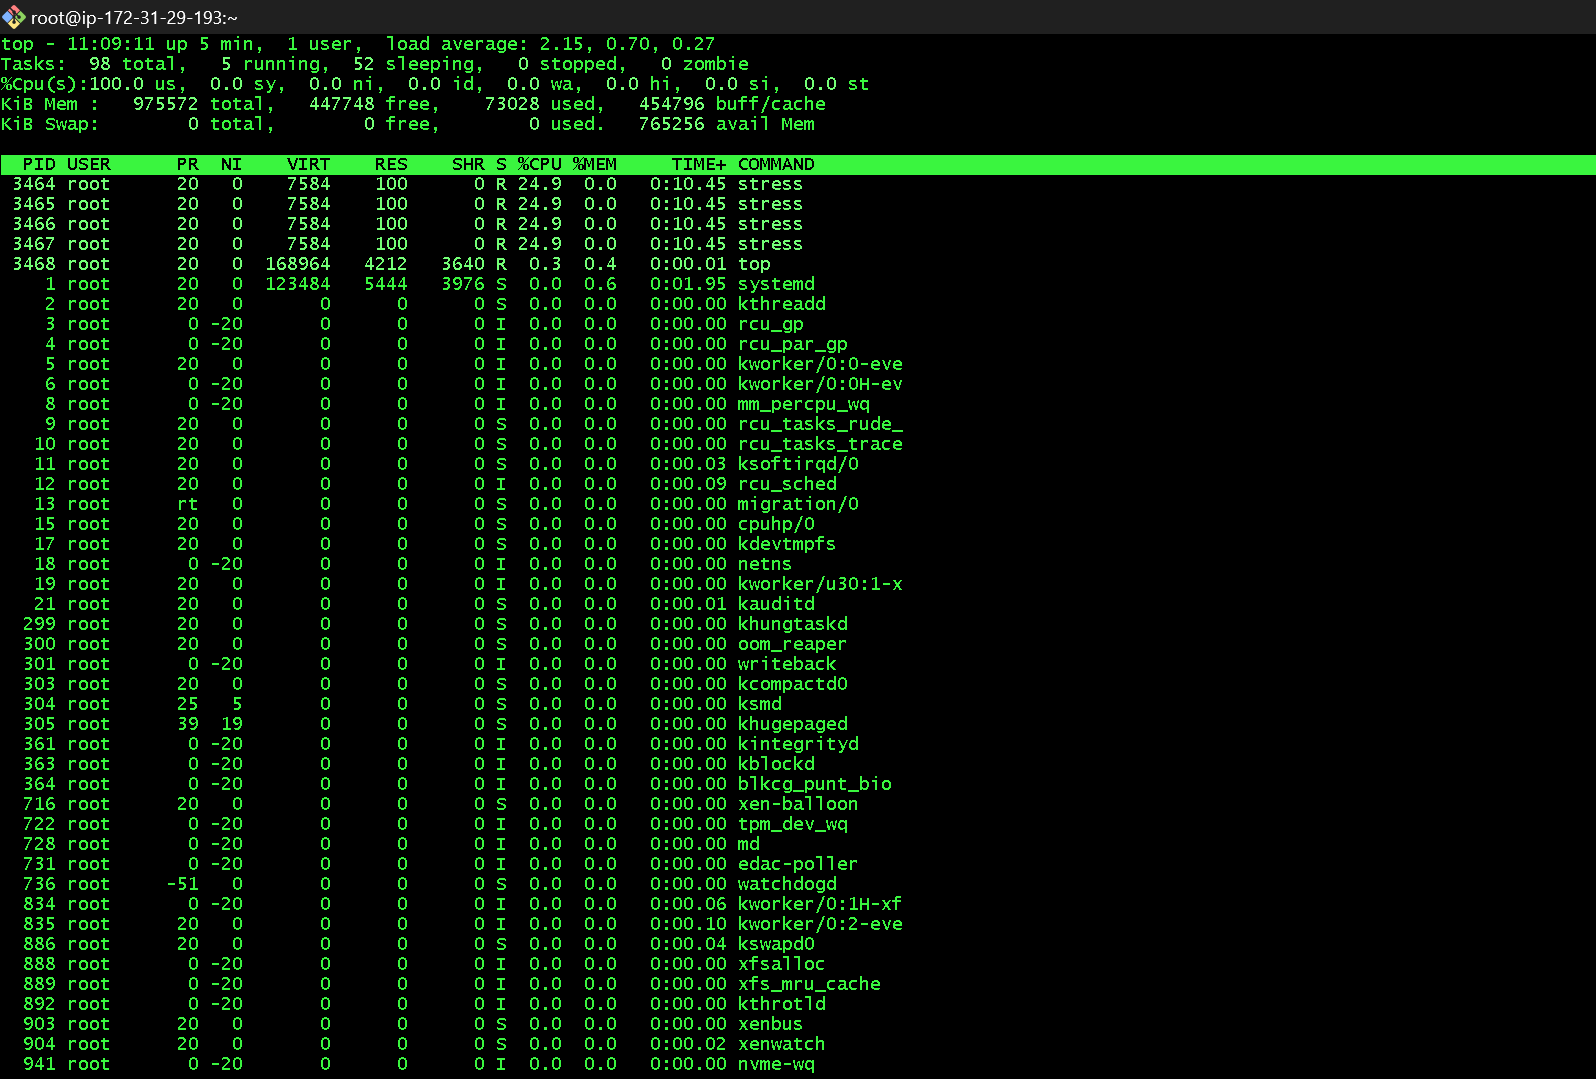 root@ip-172-31-29-193:~
top - 11:09:11 up 5 min,  1 user,  load average: 2.15, 0.70, 0.27
Tasks:  98 total,   5 running,  52 sleeping,   0 stopped,   0 zombie
%Cpu(s):100.0 us,  0.0 sy,  0.0 ni,  0.0 id,  0.0 wa,  0.0 hi,  0.0 si,  0.0 st
KiB Mem :   975572 total,   447748 free,    73028 used,   454796 buff/cache
KiB Swap:        0 total,        0 free,        0 used.   765256 avail Mem
PID USER      PR  NI    VIRT    RES    SHR S %CPU %MEM     TIME+ COMMAND
3464 root      20   0    7584    100      0 R 24.9  0.0   0:10.45 stress
3465 root      20   0    7584    100      0 R 24.9  0.0   0:10.45 stress
3466 root      20   0    7584    100      0 R 24.9  0.0   0:10.45 stress
3467 root      20   0    7584    100      0 R 24.9  0.0   0:10.45 stress
3468 root      20   0  168964   4212   3640 R  0.3  0.4   0:00.01 top
1 root      20   0  123484   5444   3976 S  0.0  0.6   0:01.95 systemd
2 root      20   0       0      0      0 S  0.0  0.0   0:00.00 kthreadd
3 root       0 -20       0      0      0 I  0.0  0.0   0:00.00 rcu_gp
4 root       0 -20       0      0      0 I  0.0  0.0   0:00.00 rcu_par_gp
5 root      20   0       0      0      0 I  0.0  0.0   0:00.00 kworker/0:0-eve
6 root       0 -20       0      0      0 I  0.0  0.0   0:00.00 kworker/0:0H-ev
8 root       0 -20       0      0      0 I  0.0  0.0   0:00.00 mm_percpu_wq
9 root      20   0       0      0      0 S  0.0  0.0   0:00.00 rcu_tasks_rude_
10 root      20   0       0      0      0 S  0.0  0.0   0:00.00 rcu_tasks_trace
11 root      20   0       0      0      0 S  0.0  0.0   0:00.03 ksoftirqd/0
12 root      20   0       0      0      0 I  0.0  0.0   0:00.09 rcu_sched
13 root      rt   0       0      0      0 S  0.0  0.0   0:00.00 migration/0
15 root      20   0       0      0      0 S  0.0  0.0   0:00.00 cpuhp/0
17 root      20   0       0      0      0 S  0.0  0.0   0:00.00 kdevtmpfs
18 root       0 -20       0      0      0 I  0.0  0.0   0:00.00 netns
19 root      20   0       0      0      0 I  0.0  0.0   0:00.00 kworker/u30:1-x
21 root      20   0       0      0      0 S  0.0  0.0   0:00.01 kauditd
299 root      20   0       0      0      0 S  0.0  0.0   0:00.00 khungtaskd
300 root      20   0       0      0      0 S  0.0  0.0   0:00.00 oom_reaper
301 root       0 -20       0      0      0 I  0.0  0.0   0:00.00 writeback
303 root      20   0       0      0      0 S  0.0  0.0   0:00.00 kcompactd0
304 root      25   5       0      0      0 S  0.0  0.0   0:00.00 ksmd
305 root      39  19       0      0      0 S  0.0  0.0   0:00.00 khugepaged
361 root       0 -20       0      0      0 I  0.0  0.0   0:00.00 kintegrityd
363 root       0 -20       0      0      0 I  0.0  0.0   0:00.00 kblockd
364 root       0 -20       0      0      0 I  0.0  0.0   0:00.00 blkcg_punt_bio
716 root      20   0       0      0      0 S  0.0  0.0   0:00.00 xen-balloon
722 root       0 -20       0      0      0 I  0.0  0.0   0:00.00 tpm_dev_wq
728 root       0 -20       0      0      0 I  0.0  0.0   0:00.00 md
731 root       0 -20       0      0      0 I  0.0  0.0   0:00.00 edac-poller
736 root     -51   0       0      0      0 S  0.0  0.0   0:00.00 watchdogd
834 root       0 -20       0      0      0 I  0.0  0.0   0:00.06 kworker/0:1H-xf
835 root      20   0       0      0      0 I  0.0  0.0   0:00.10 kworker/0:2-eve
886 root      20   0       0      0      0 S  0.0  0.0   0:00.04 kswapd0
888 root       0 -20       0      0      0 I  0.0  0.0   0:00.00 xfsalloc
889 root       0 -20       0      0      0 I  0.0  0.0   0:00.00 xfs_mru_cache
892 root       0 -20       0      0      0 I  0.0  0.0   0:00.00 kthrotld
903 root      20   0       0      0      0 S  0.0  0.0   0:00.00 xenbus
904 root      20   0       0      0      0 S  0.0  0.0   0:00.02 xenwatch
941 root       0 -20       0      0      0 I  0.0  0.0   0:00.00 nvme-wq